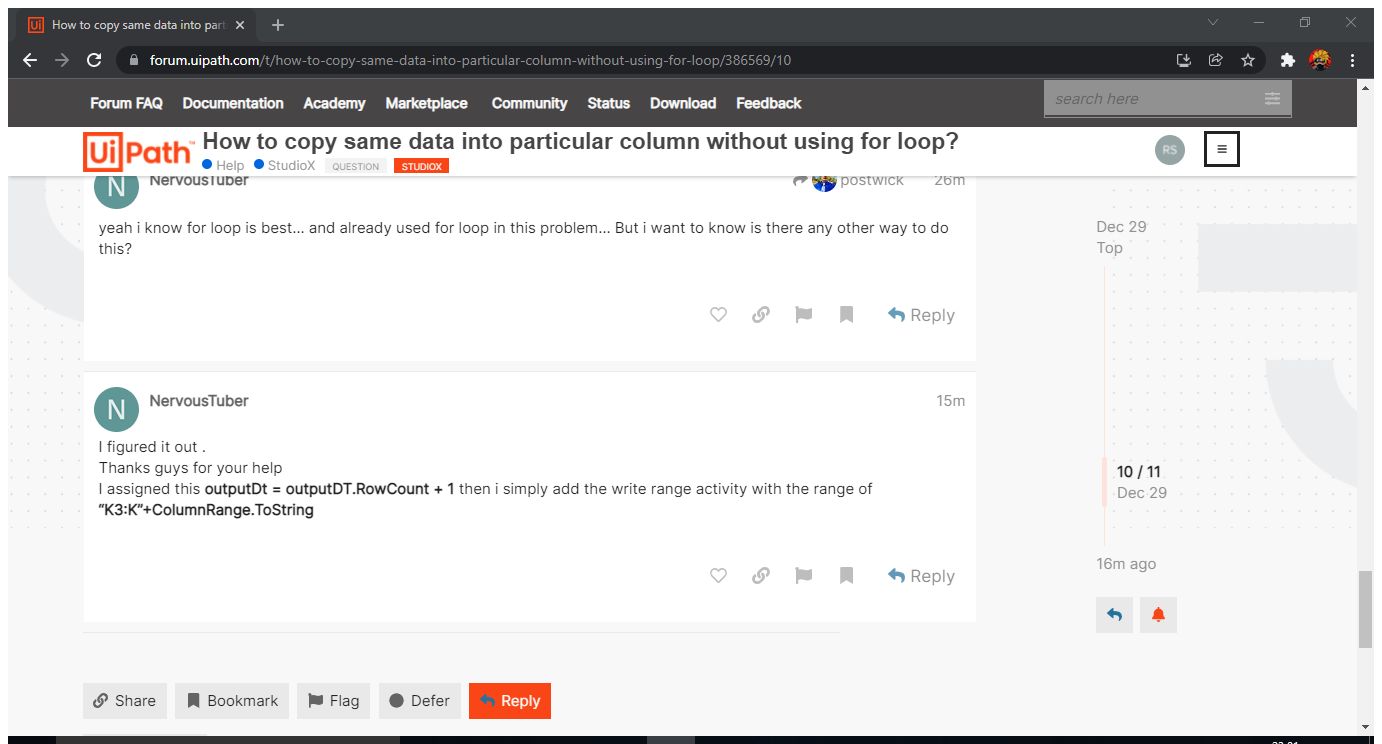 How to copy same data into part
forum.uipath.com/t/how-to-copy-same-data-into-particular-column-without-using-for-loop/386569/10
Forum FAQ Documentation Academy Marketplace Community Status Download Feedback
search here
UiPath™
How to copy same data into particular column without using for loop?
Help StudioX QUESTION STUDIOX
RS
N
NervousTuber
postwick
26m
yeah i know for loop is best... and already used for loop in this problem... But i want to know is there any other way to do
this?
Reply
Dec 29
Top
N
NervousTuber
15m
I figured it out .
Thanks guys for your help
I assigned this outputDt = outputDT.RowCount + 1 then i simply add the write range activity with the range of
“K3:K”+ColumnRange.ToString
10 / 11
Dec 29
Reply
16m ago
Share Bookmark Flag Defer Reply